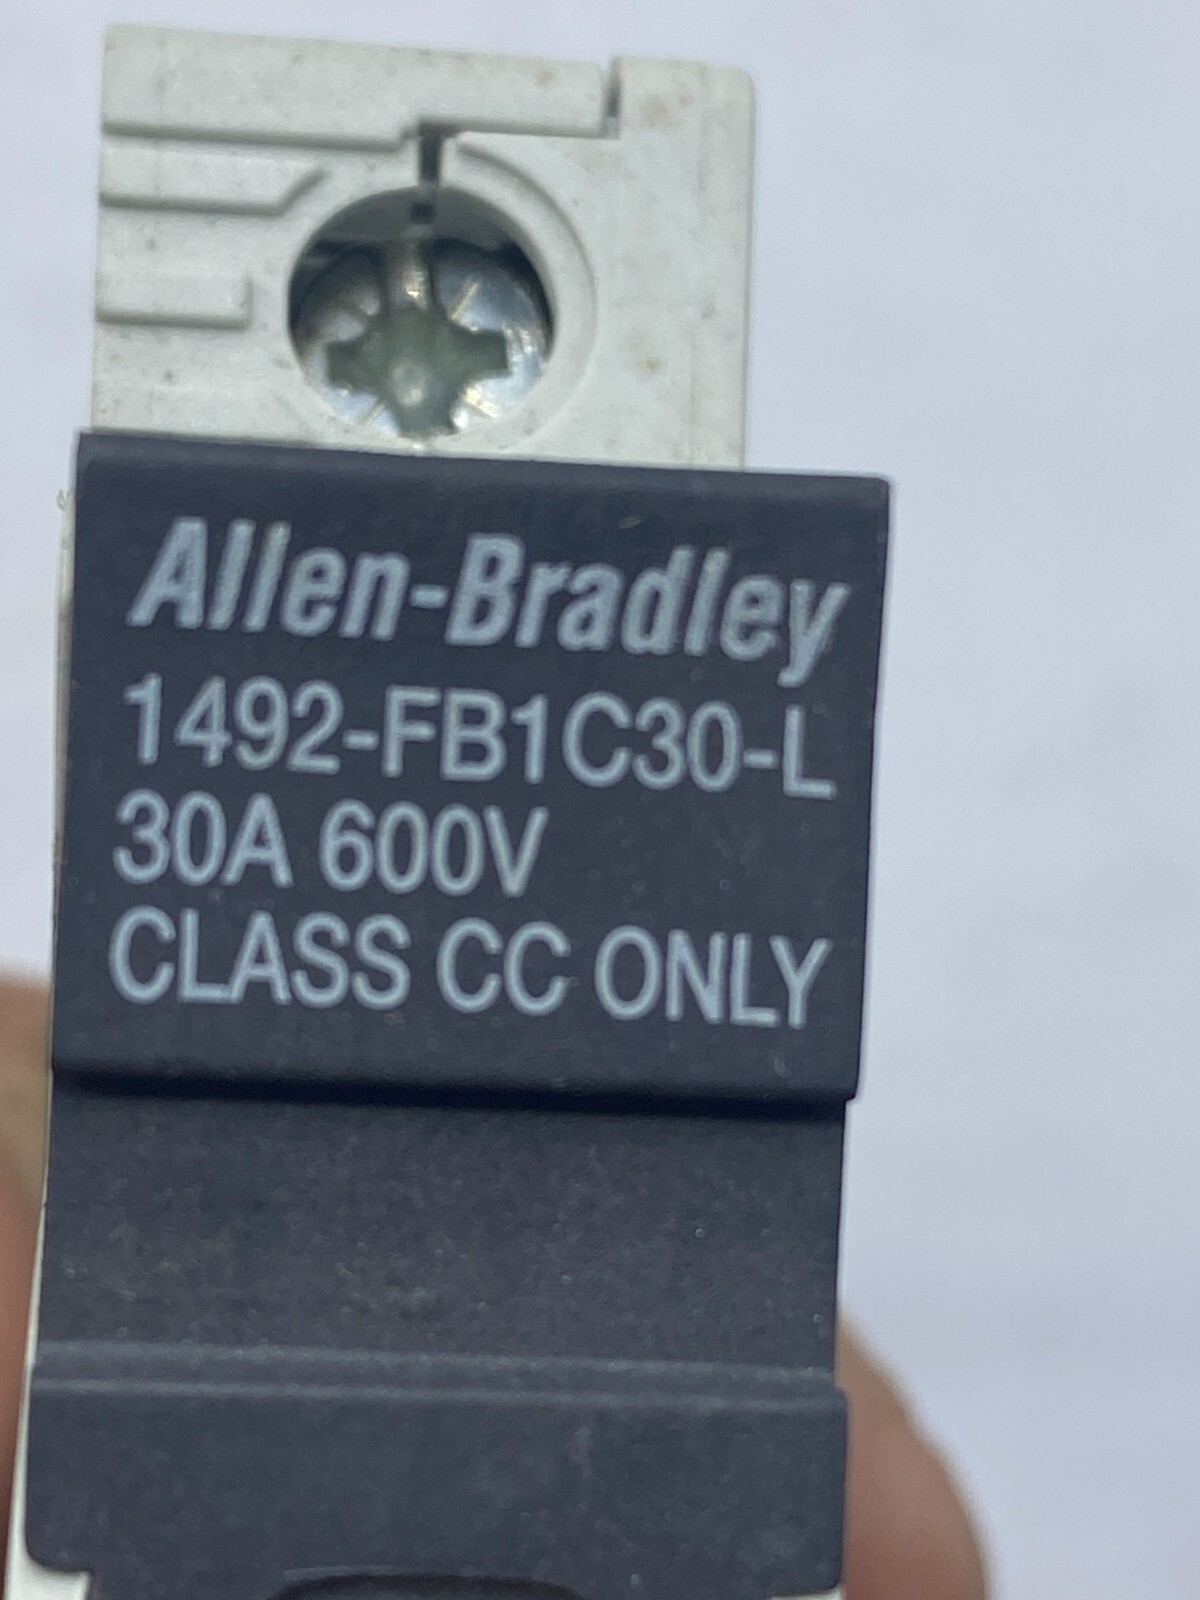 Allen-Bradley
1492-FB1C30-L
30A 600V
CLASS CC ONLY